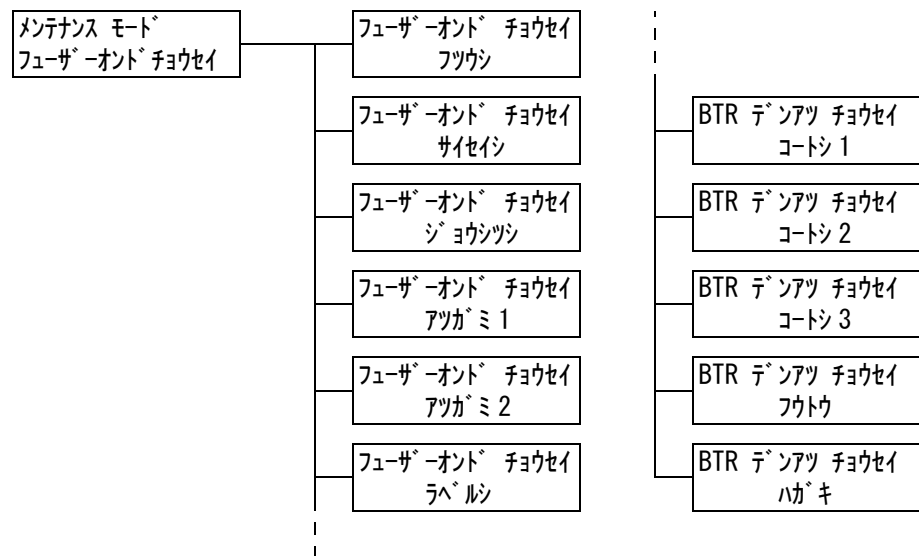 ﾒﾝﾃﾅﾝｽ ﾓｰﾄﾞ
ﾌｭｰｻﾞｰｵﾝﾄﾞﾁｮｳｾｲ
ﾌｭｰｻﾞｰｵﾝﾄﾞ ﾁｮｳｾｲ
ﾌﾂｳｼ
ﾌｭｰｻﾞｰｵﾝﾄﾞ ﾁｮｳｾｲ
ｻｲｾｲｼ
ﾌｭｰｻﾞｰｵﾝﾄﾞ ﾁｮｳｾｲ
ｼﾞｮｳｼﾂｼ
ﾌｭｰｻﾞｰｵﾝﾄﾞ ﾁｮｳｾｲ
ｱﾂｶﾞﾐ 1
ﾌｭｰｻﾞｰｵﾝﾄﾞ ﾁｮｳｾｲ
ｱﾂｶﾞﾐ 2
ﾌｭｰｻﾞｰｵﾝﾄﾞ ﾁｮｳｾｲ
ﾗﾍﾞﾙｼ
BTR ﾃﾞﾝｱﾂ ﾁｮｳｾｲ
ｺｰﾄｼ 1
BTR ﾃﾞﾝｱﾂ ﾁｮｳｾｲ
ｺｰﾄｼ 2
BTR ﾃﾞﾝｱﾂ ﾁｮｳｾｲ
ｺｰﾄｼ 3
BTR ﾃﾞﾝｱﾂ ﾁｮｳｾｲ
ﾌｳﾄｳ
BTR ﾃﾞﾝｱﾂ ﾁｮｳｾｲ
ﾊｶﾞｷ